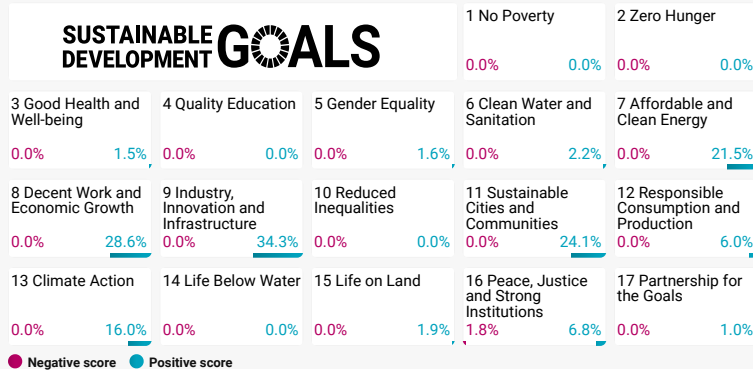 SUSTAINABLE
DEVELOPMENT
GOALS
1 No Poverty
0.0% 0.0%
2 Zero Hunger
0.0% 0.0%
3 Good Health and
Well-being
0.0% 1.5%
4 Quality Education
0.0% 0.0%
5 Gender Equality
0.0% 1.6%
6 Clean Water and
Sanitation
0.0% 2.2%
7 Affordable and
Clean Energy
0.0% 21.5%
8 Decent Work and
Economic Growth
0.0% 28.6%
9 Industry,
Innovation and
Infrastructure
0.0% 34.3%
10 Reduced
Inequalities
0.0% 0.0%
11 Sustainable
Cities and
Communities
0.0% 24.1%
12 Responsible
Consumption and
Production
0.0% 6.0%
13 Climate Action
0.0% 16.0%
14 Life Below Water
0.0% 0.0%
15 Life on Land
0.0% 1.9%
16 Peace, Justice
and Strong
Institutions
1.8% 6.8%
17 Partnership for
the Goals
0.0% 1.0%
Negative score Positive score